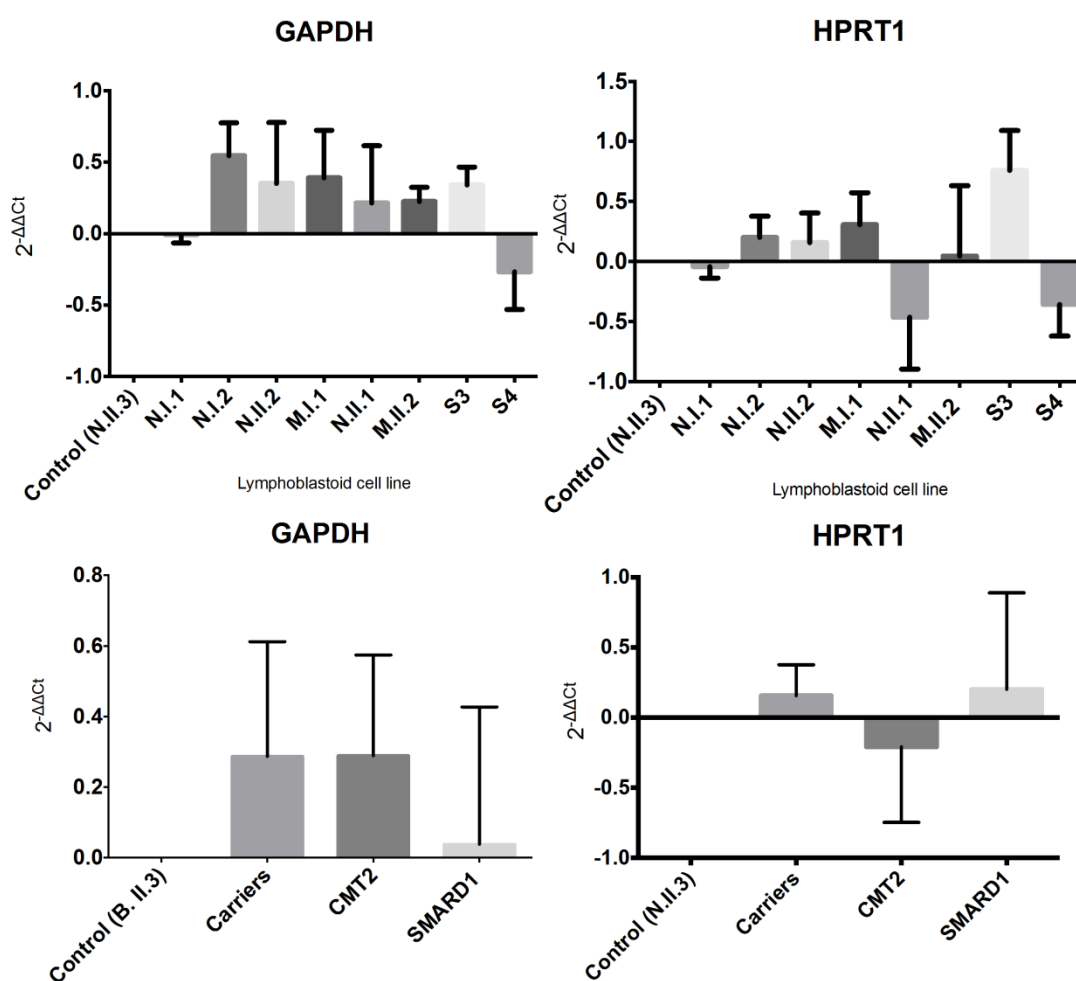 GAPDH
2-ΔΔCt
1.0
0.5
0.0
-0.5
-1.0
Control (N.II.3)
N.I.1
N.I.2
N.II.2
M.I.1
N.II.1
M.II.2
S3
S4
Lymphoblastoid cell line
HPRT1
2-ΔΔCt
1.5
1.0
0.5
0.0
-0.5
-1.0
Control (N.II.3)
N.I.1
N.I.2
N.II.2
M.I.1
N.II.1
M.II.2
S3
S4
Lymphoblastoid cell line
GAPDH
2-ΔΔCt
0.8
0.6
0.4
0.2
0.0
Control (B. II.3)
Carriers
CMT2
SMARD1
HPRT1
2-ΔΔCt
1.0
0.5
0.0
-0.5
-1.0
Control (N.II.3)
Carriers
CMT2
SMARD1